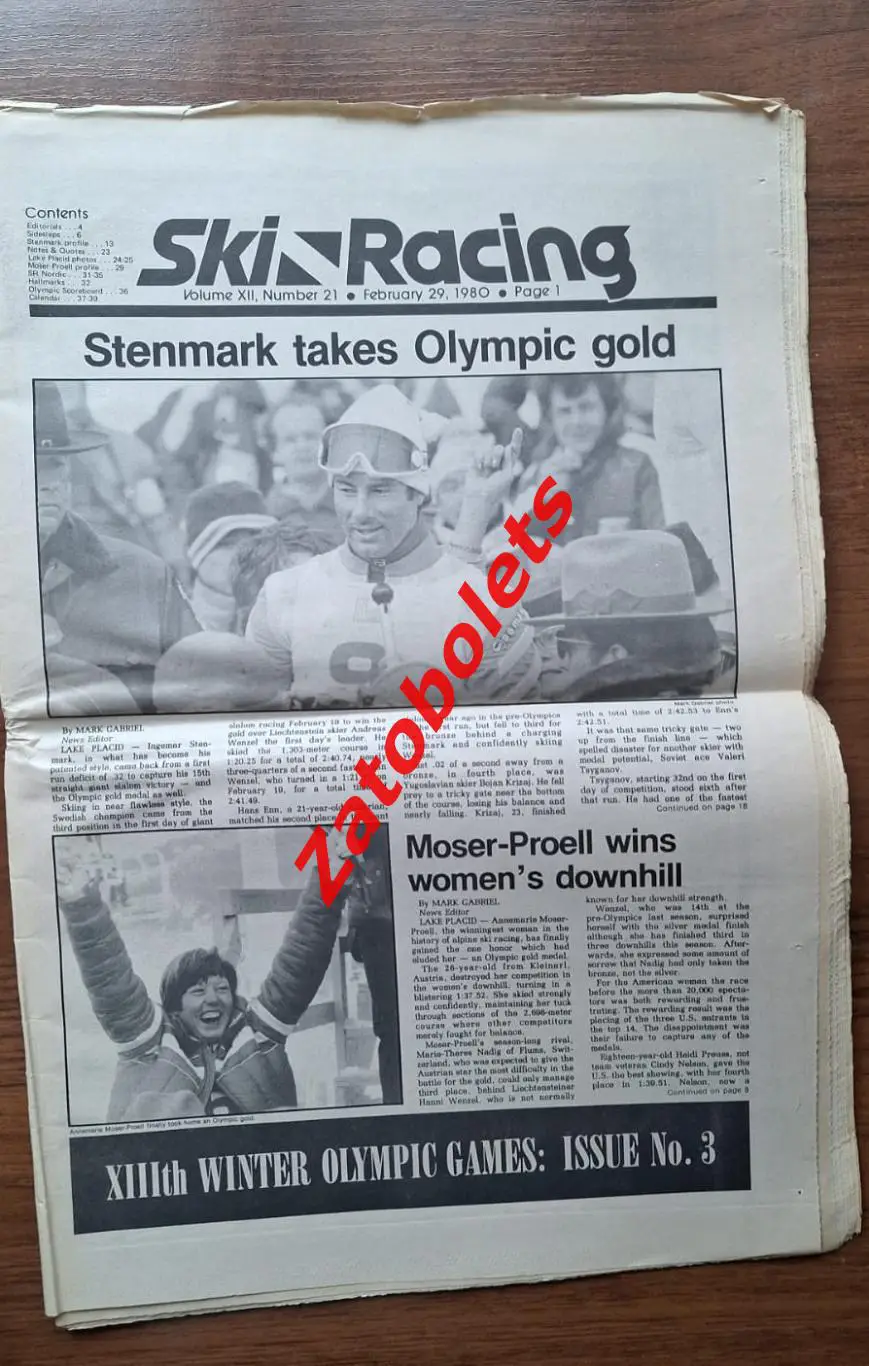 Contents
Editorials . . . 4
Sidesteps . . . 6
Stenmark profile . . . 13
Notes & Quotes . . . 23
Lake Placid photos . . . 24-25
Moser-Proell profile . . . 29
SR Nordic . . . 31-35
Hallmarks . . . 32
Olympic Scoreboard . . . 36
Calendar . . . 37-39
Ski Racing
Volume XII, Number 21 • February 29, 1980 • Page 1
Stenmark takes Olympic gold
Mark Gabriel photo
By MARK GABRIEL
News Editor
LAKE PLACID — Ingemar Sten-
mark, in what has become his
patented style, came back from a first
run deficit of .32 to capture his 15th
straight giant slalom victory — and
the Olympic gold medal as well.
Skiing in near flawless style, the
Swedish champion came from the
third position in the first day of giant
slalom racing February 19 to win the
gold over Liechtenstein skier Andreas
Wenzel the first day's leader. He
skied the 1,303-meter course
1:20.25 for a total of 2:40.74,
three-quarters of a second fast than
Wenzel, who turned in a 1:21.
February 19, for a total tim
2:41.49.
Hans Enn, a 21-year-old rian,
matched his second place ant
year ago in the pre-Olympics
first run, but fell to third for
bronze behind a charging
Stenmark and confidently skiing
Wenzel.
Just .02 of a second away from a
bronze, in fourth place, was
Yugoslavian skier Bojan Krizaj. He fell
prey to a tricky gate near the bottom
of the course, losing his balance and
nearly falling. Krizaj, 23, finished
with a total time of 2:42.53 to Enn's
2:42.51.
It was that same tricky gate — two
up from the finish line — which
spelled disaster for another skier with
medal potential, Soviet ace Valeri
Tsyganov.
Tsyganov, starting 32nd on the first
day of competition, stood sixth after
that run. He had one of the fastest
Continued on page 18
Zatobolets
Moser-Proell wins
women's downhill
By MARK GABRIEL
News Editor
LAKE PLACID — Annemarie Moser-
Proell, the winningest woman in the
history of alpine ski racing, has finally
gained the one honor which had
eluded her — an Olympic gold medal.
The 26-year-old from Kleinarl,
Austria, destroyed her competition in
the women's downhill, turning in a
blistering 1:37.52. She skied strongly
and confidently, maintaining her tuck
through sections of the 2,698-meter
course where other competitors
merely fought for balance.
Moser-Proell's season-long rival,
Marie-Theres Nadig of Flums, Swit-
zerland, who was expected to give the
Austrian star the most difficulty in the
battle for the gold, could only manage
third place, behind Liechtensteiner
Hanni Wenzel, who is not normally
known for her downhill strength.
Wenzel, who was 14th at the
pre-Olympics last season, surprised
herself with the silver medal finish
although she has finished third in
three downhills this season. After-
wards, she expressed some amount of
sorrow that Nadig had only taken the
bronze, not the silver.
For the American women the race
before the more than 20,000 specta-
tors was both rewarding and frus-
trating. The rewarding result was the
placing of the three U.S. entrants in
the top 14. The disappointment was
their failure to capture any of the
medals.
Eighteen-year-old Heidi Preuss, not
team veteran Cindy Nelson, gave the
U.S. the best showing, with her fourth
place in 1:39.51. Nelson, now a
Continued on page 5
Annemarie Moser-Proell finally took home an Olympic gold.
XIIIth WINTER OLYMPIC GAMES: ISSUE No. 3